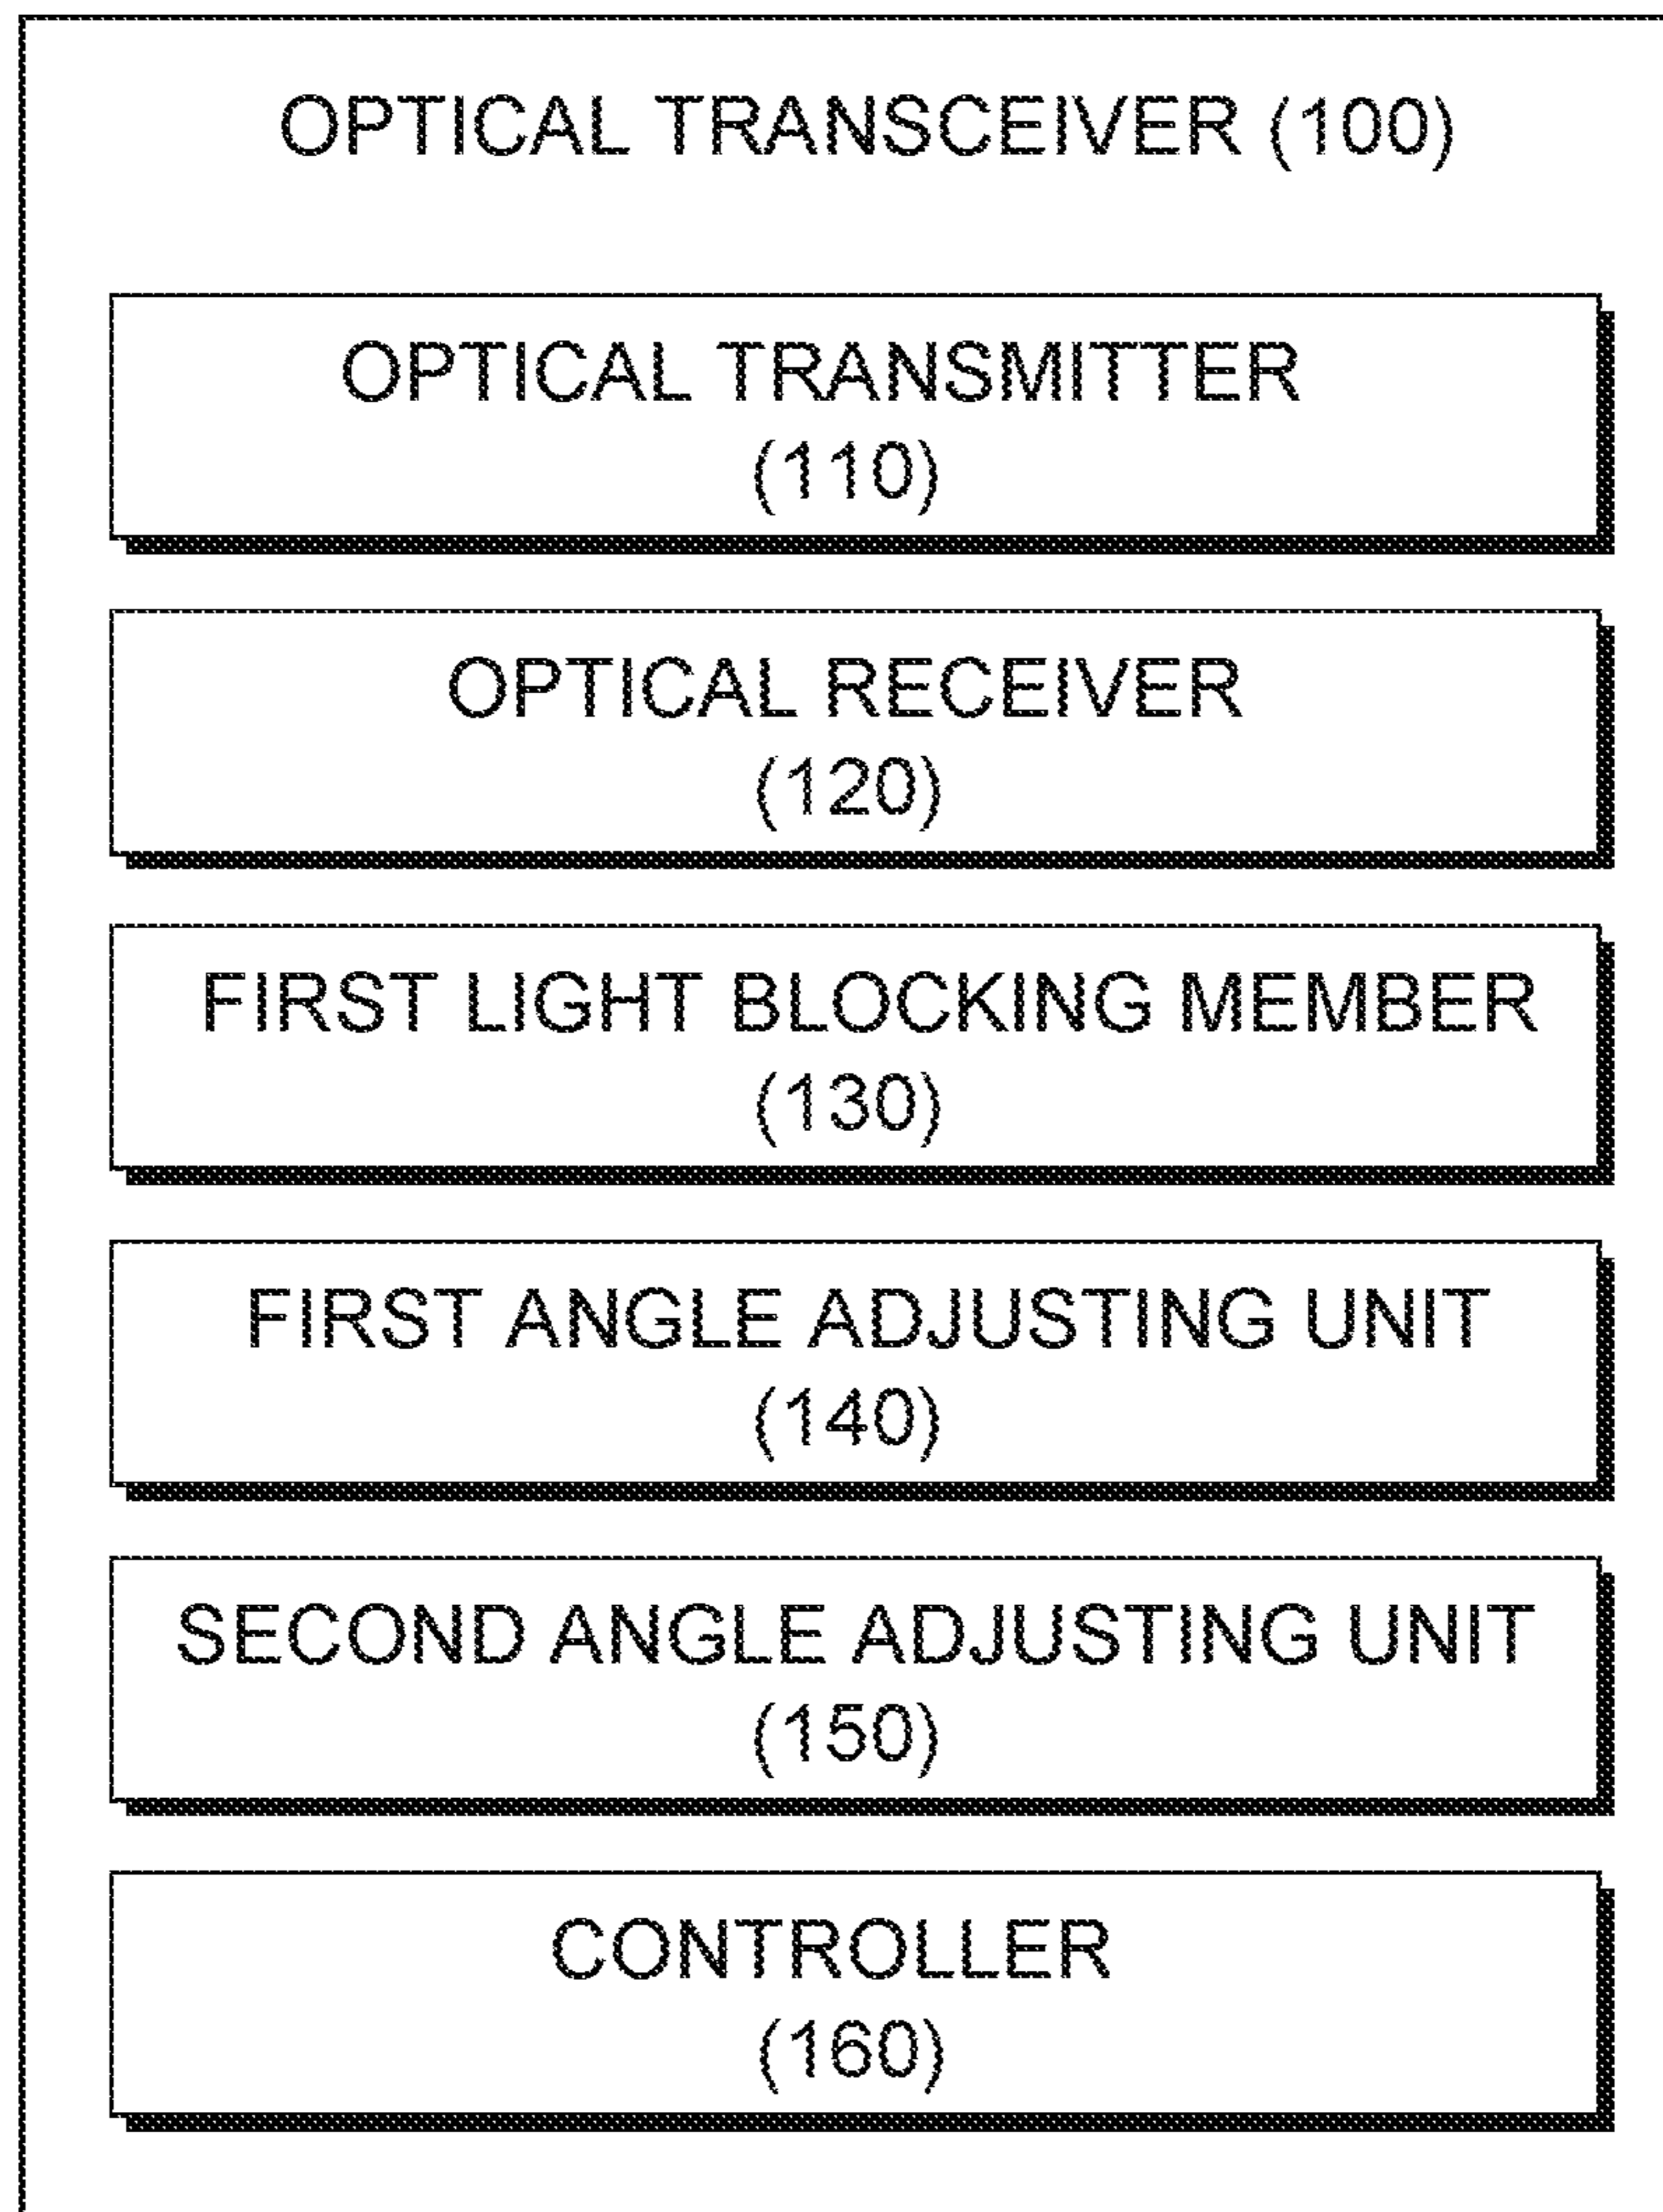 OPTICAL TRANSCEIVER (100)
OPTICAL TRANSMITTER
(110)
OPTICAL RECEIVER
(120)
FIRST LIGHT BLOCKING MEMBER
(130)
FIRST ANGLE ADJUSTING UNIT
(140)
SECOND ANGLE ADJUSTING UNIT
(150)
CONTROLLER
(160)